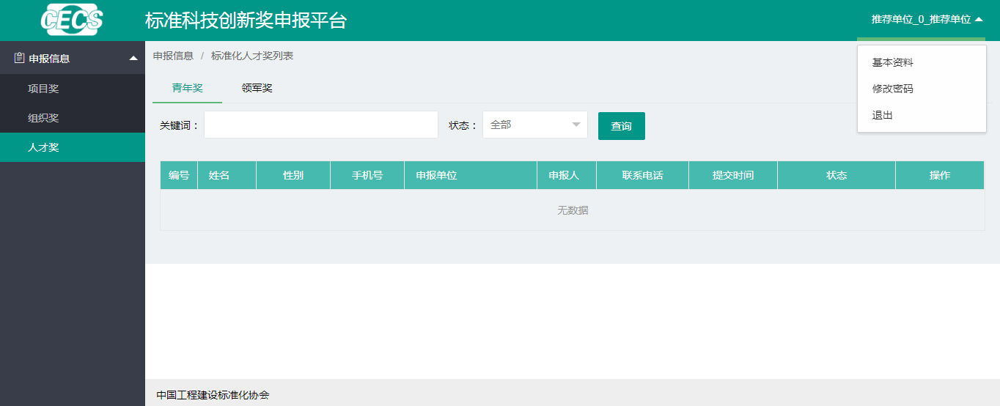 CECS
标准科技创新奖申报平台
推荐单位_0_推荐单位
基本资料
修改密码
退出
申报信息
项目奖
组织奖
人才奖
申报信息 / 标准化人才奖列表
青年奖 领军奖
关键词： 状态： 全部 查询
编号 姓名 性别 手机号 申报单位 申报人 联系电话 提交时间 状态 操作
无数据
中国工程建设标准化协会